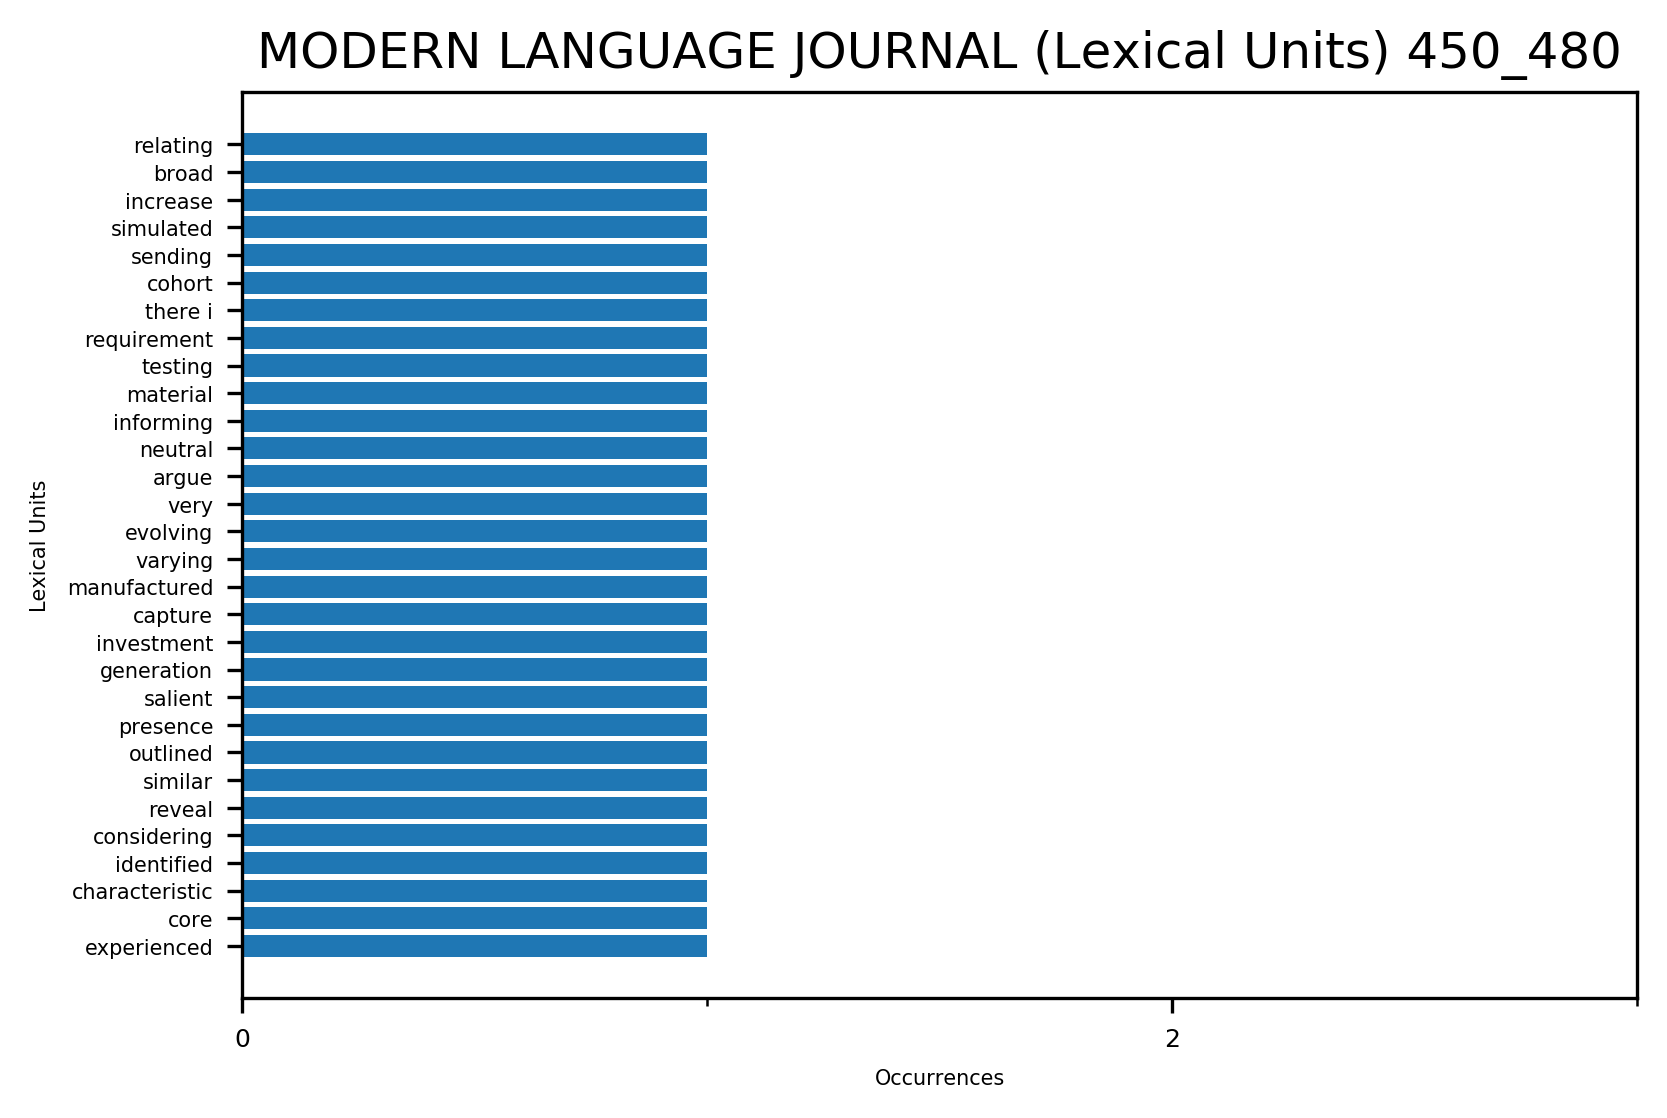 MODERN LANGUAGE JOURNAL (Lexical Units) 450_480
relating
broad
increase
simulated
sending
cohort
there i
requirement
testing
material
informing
neutral
argue
very
evolving
varying
manufactured
capture
investment
generation
salient
presence
outlined
similar
reveal
considering
identified
characteristic
core
experienced
Lexical Units
0
2
Occurrences